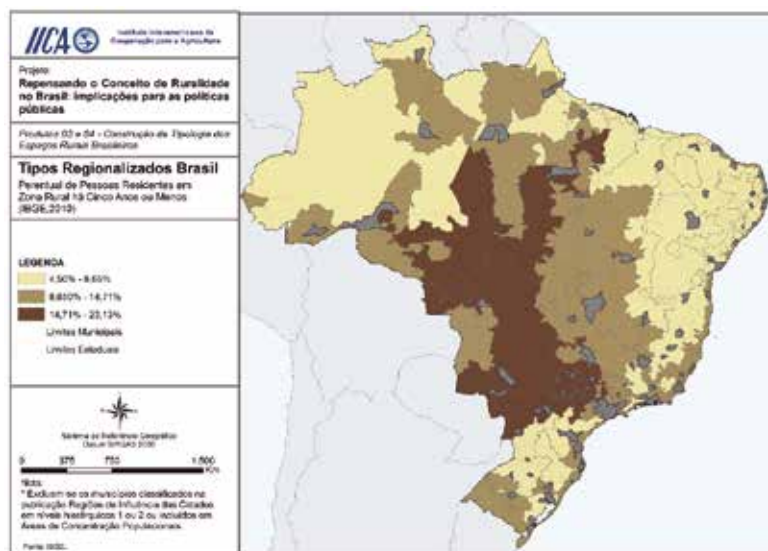 IICA
Instituto Interamericano de
Cooperação para a Agricultura
Projeto:
Repensando o Conceito de Ruralidade
no Brasil: implicações para as políticas
públicas
Produtos 03 e 04 - Construção da Tipologia dos
Espaços Rurais Brasileiros
Tipos Regionalizados Brasil
Percentual de Pessoas Residentes em
Zona Rural há Cinco Anos ou Menos
(IBGE,2010)
LEGENDA
Limites Municipais
Limites Estaduais
Sistema de Referência Geográfico
0 375 750 1.500
Nota:
* Excluem-se os municípios classificados na
publicação Regiões de Influência das Cidades
em níveis hierárquicos 1 ou 2 ou incluídos em
Áreas de Concentração Populacionais.
Fonte: IBGE.